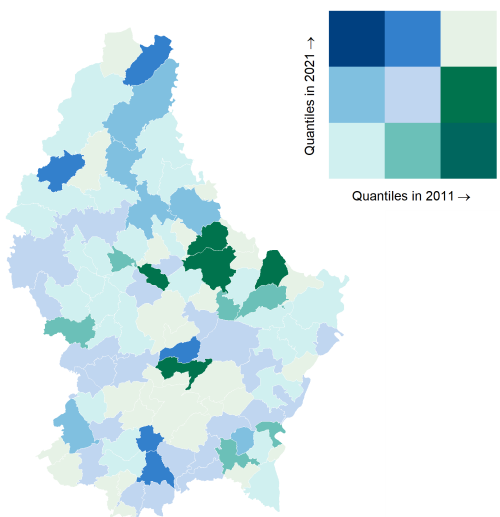 Quantiles in 2021 →
Quantiles in 2011 →